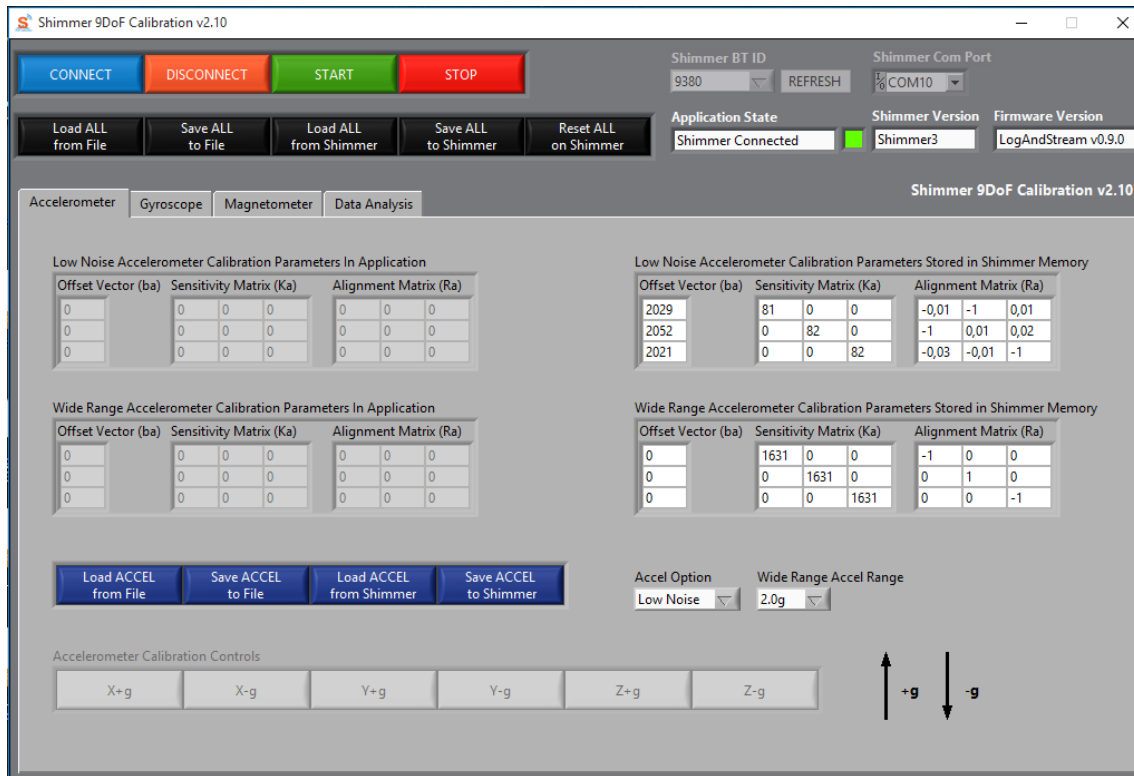 Shimmer 9DoF Calibration v2.10
CONNECT DISCONNECT START STOP
Shimmer BT ID Shimmer Com Port
9380 REFRESH COM10
Load ALL from File Save ALL to File Load ALL from Shimmer Save ALL to Shimmer Reset ALL on Shimmer
Application State Shimmer Version Firmware Version
Shimmer Connected Shimmer3 LogAndStream v0.9.0
Shimmer 9DoF Calibration v2.10
Accelerometer Gyroscope Magnetometer Data Analysis
Low Noise Accelerometer Calibration Parameters In Application
Offset Vector (ba) Sensitivity Matrix (Ka) Alignment Matrix (Ra)
0 0 0 0 0 0 0
0 0 0 0 0 0 0
0 0 0 0 0 0 0
Low Noise Accelerometer Calibration Parameters Stored in Shimmer Memory
Offset Vector (ba) Sensitivity Matrix (Ka) Alignment Matrix (Ra)
2029 81 0 0 -0,01 -1 0,01
2052 0 82 0 -1 0,01 0,02
2021 0 0 82 -0,03 -0,01 -1
Wide Range Accelerometer Calibration Parameters In Application
Offset Vector (ba) Sensitivity Matrix (Ka) Alignment Matrix (Ra)
0 0 0 0 0 0 0
0 0 0 0 0 0 0
0 0 0 0 0 0 0
Wide Range Accelerometer Calibration Parameters Stored in Shimmer Memory
Offset Vector (ba) Sensitivity Matrix (Ka) Alignment Matrix (Ra)
0 1631 0 0 -1 0 0
0 0 1631 0 0 1 0
0 0 0 1631 0 0 -1
Load ACCEL from File Save ACCEL to File Load ACCEL from Shimmer Save ACCEL to Shimmer
Accel Option Wide Range Accel Range
Low Noise 2.0g
Accelerometer Calibration Controls
X+g X-g Y+g Y-g Z+g Z-g
+g -g